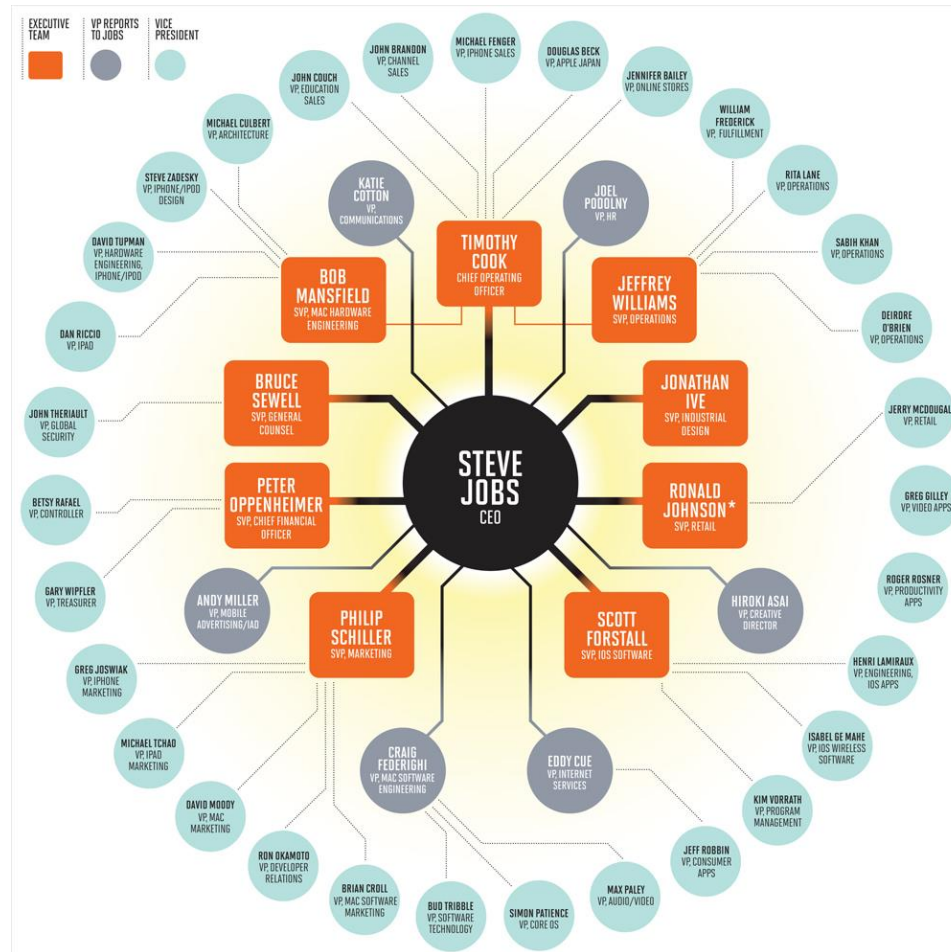 EXECUTIVE
TEAM
VP REPORTS
TO JOBS
VICE
PRESIDENT
JOHN COUCH
VP, EDUCATION
SALES
JOHN BRANDON
VP, CHANNEL
SALES
MICHAEL FENGER
VP, IPHONE SALES
DOUGLAS BECK
VP, APPLE JAPAN
JENNIFER BAILEY
VP, ONLINE STORES
WILLIAM
FREDERICK
VP, FULFILLMENT
RITA LANE
VP, OPERATIONS
SABIH KHAN
VP, OPERATIONS
DEIRDRE
O'BRIEN
VP, OPERATIONS
JERRY MCDOUGAL
VP, RETAIL
GREG GILLEY
VP, VIDEO APPS
ROGER ROSNER
VP, PRODUCTIVITY
APPS
HENRI LAMIRAUX
VP, ENGINEERING,
IOS APPS
ISABEL GE MAHE
VP, IOS WIRELESS
SOFTWARE
KIM VORRATH
VP, PROGRAM
MANAGEMENT
JEFF ROBBIN
VP, CONSUMER
APPS
MAX PALEY
VP, AUDIO/VIDEO
SIMON PATIENCE
VP, CORE OS
BUD TRIBBLE
VP, SOFTWARE
TECHNOLOGY
BRIAN CROLL
VP, MAC SOFTWARE
MARKETING
RON OKAMOTO
VP, DEVELOPER
RELATIONS
DAVID MOODY
VP, MAC
MARKETING
MICHAEL TCHAO
VP, IPAD
MARKETING
GREG JOSWIAK
VP, IPHONE
MARKETING
GARY WIPFLER
VP, TREASURER
BETSY RAFAEL
VP, CONTROLLER
JOHN THERIAULT
VP, GLOBAL
SECURITY
DAN RICCIO
VP, IPAD
DAVID TUPMAN
VP, HARDWARE
ENGINEERING,
IPHONE/IPOD
STEVE ZADESKY
VP, IPHONE/IPOD
DESIGN
MICHAEL CULBERT
VP, ARCHITECTURE
KATIE
COTTON
VP,
COMMUNICATIONS
JOEL
PODOLNY
VP, HR
TIMOTHY
COOK
CHIEF OPERATING
OFFICER
BOB
MANSFIELD
SVP, MAC HARDWARE
ENGINEERING
JEFFREY
WILLIAMS
SVP, OPERATIONS
BRUCE
SEWELL
SVP, GENERAL
COUNSEL
JONATHAN
IVE
SVP, INDUSTRIAL
DESIGN
STEVE
JOBS
CEO
PETER
OPPENHEIMER
SVP, CHIEF FINANCIAL
OFFICER
RONALD
JOHNSON*
SVP, RETAIL
ANDY MILLER
VP, MOBILE
ADVERTISING/IAD
PHILIP
SCHILLER
SVP, MARKETING
SCOTT
FORSTALL
SVP, IOS SOFTWARE
HIROKI ASAI
VP, CREATIVE
DIRECTOR
CRAIG
FEDERIGHI
VP, MAC SOFTWARE
ENGINEERING
EDDY CUE
VP, INTERNET
SERVICES